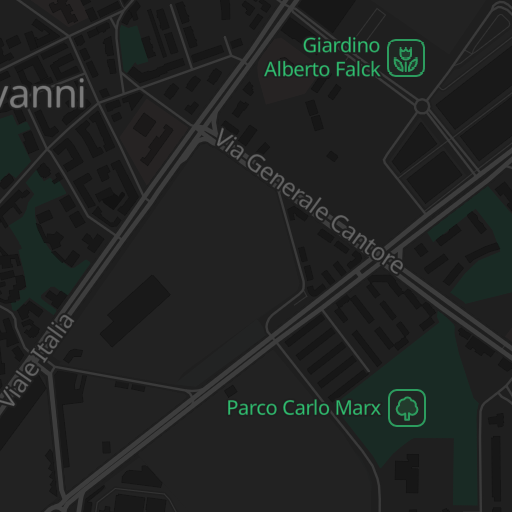 Giardino
Alberto Falck
vanni
Via Generale Cantore
Viale Italia
Parco Carlo Marx